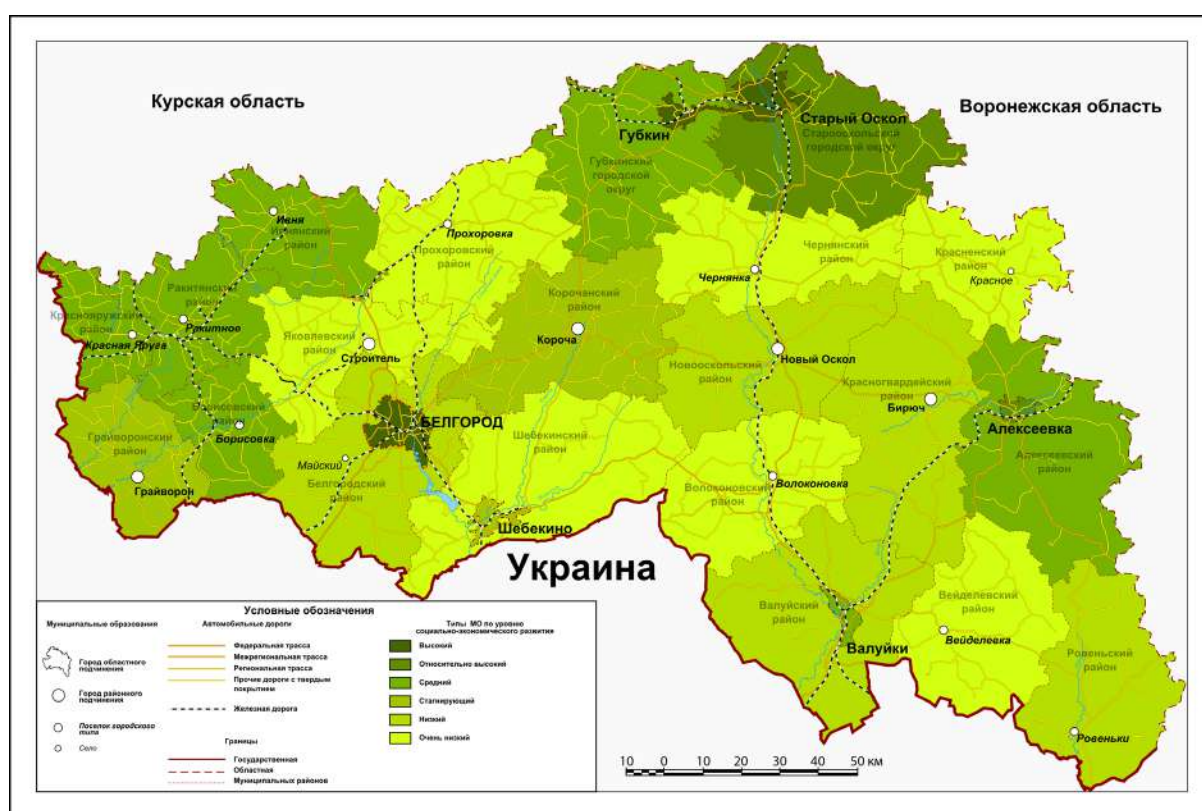 Курская область
Воронежская область
Губкин
Старый Оскол
Старооскольский
городской округ
Губкинский
городской
округ
Ивня
Ивнянский
район
Прохоровка
Прохоровский
район
Чернянский
район
Красненский
район
Чернянка
Красное
Ракитянский
район
Ракитное
Краснояружский
район
Красная Яруга
Корочанский
район
Короча
Яковлевский
район
Строитель
Новооскольский
район
Новый Оскол
Красногвардейский
район
Бирюч
Борисовский
район
Борисовка
БЕЛГОРОД
Алексеевка
Алексеевский
район
Грайворонский
район
Грайворон
Майский
Белгородский
район
Шебекинский
район
Шебекино
Волоконовский
район
Волоконовка
Украина
Валуйский
район
Валуйки
Вейделевский
район
Вейделевка
Ровеньский
район
Ровеньки
Условные обозначения
Муниципальные образования
Город областного
подчинения
Город районного
подчинения
Поселок городского
типа
Село
Автомобильные дороги
Федеральная трасса
Межрегиональная трасса
Региональная трасса
Прочие дороги с твердым
покрытием
Железная дорога
Границы
Государственная
Областная
Муниципальных районов
Типы МО по уровню
социально-экономического развития
Высокий
Относительно высокий
Средний
Стагнирующий
Низкий
Очень низкий
10 0 10 20 30 40 50 км